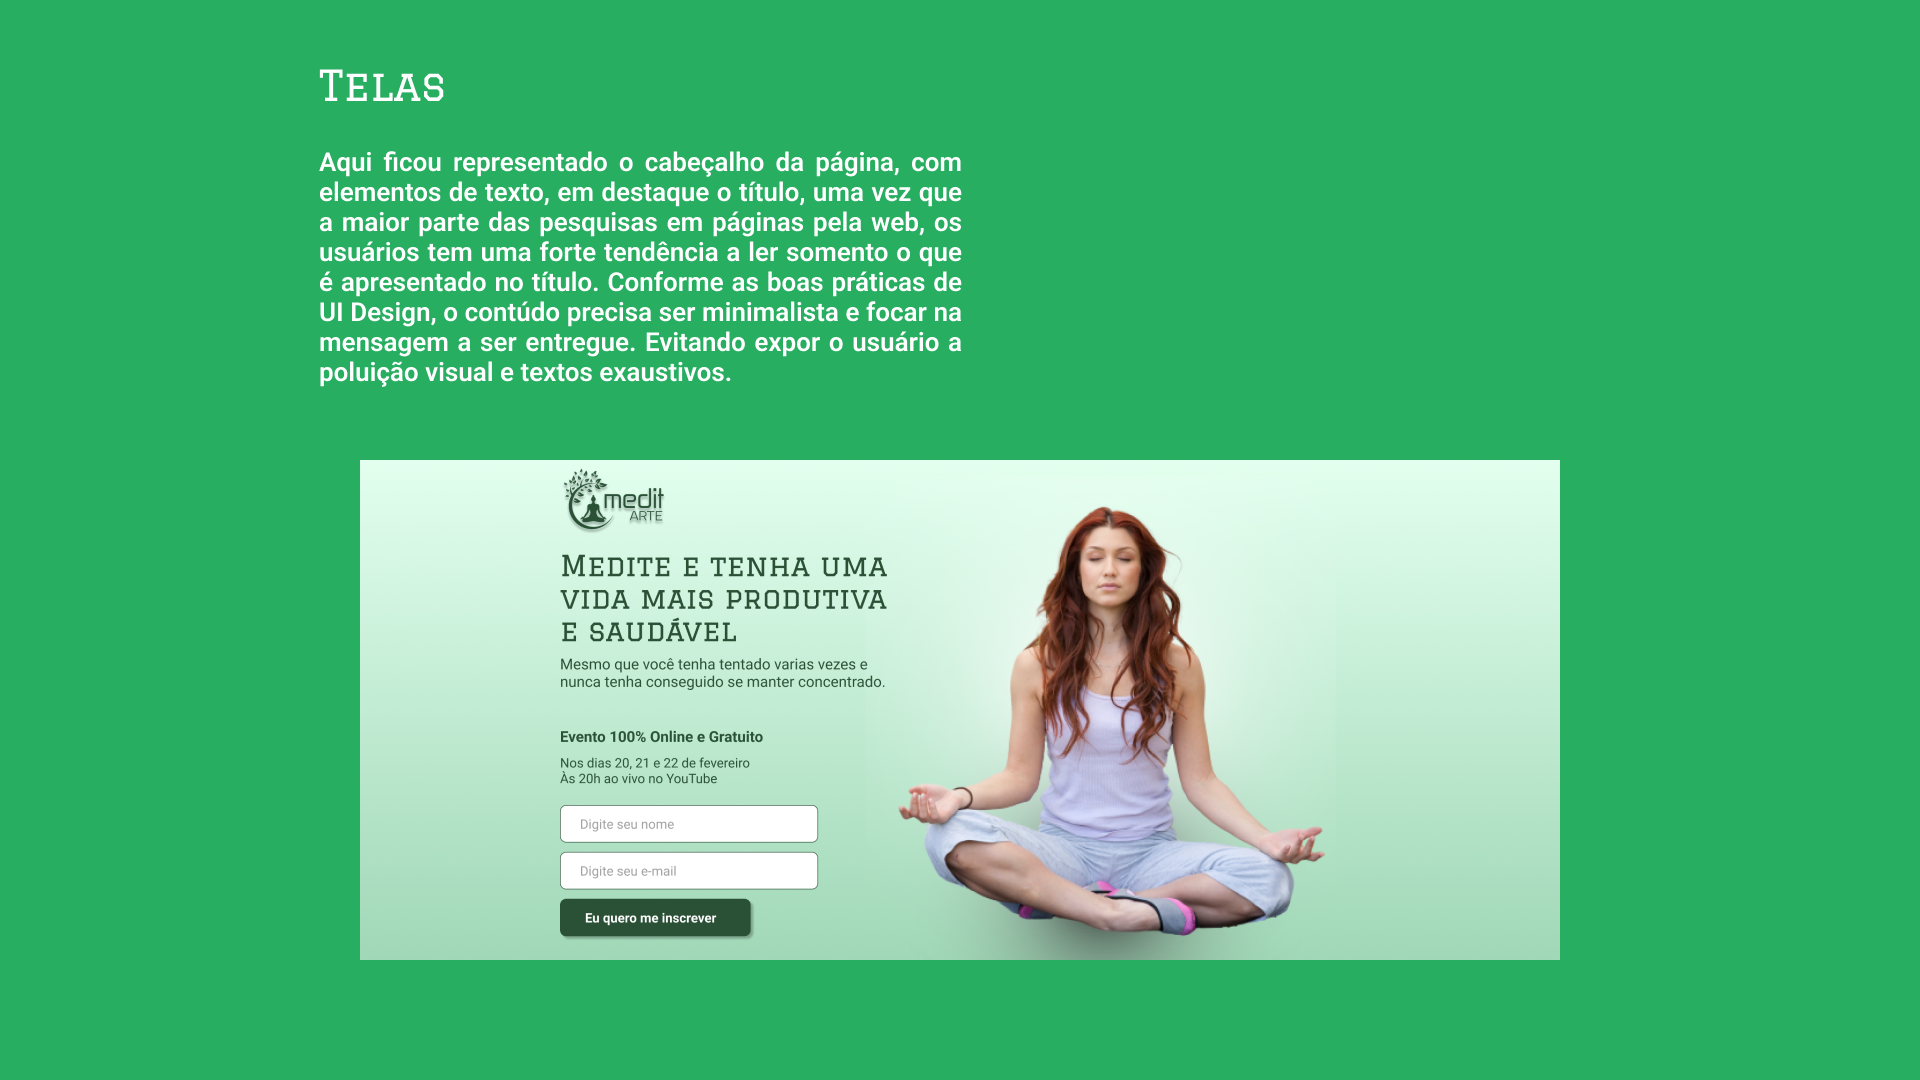 Telas
Aqui ficou representado o cabeçalho da página, com
elementos de texto, em destaque o título, uma vez que
a maior parte das pesquisas em páginas pela web, os
usuários tem uma forte tendência a ler somento o que
é apresentado no título. Conforme as boas práticas de
UI Design, o contúdo precisa ser minimalista e focar na
mensagem a ser entregue. Evitando expor o usuário a
poluição visual e textos exaustivos.
medit
ARTE
Medite e tenha uma
vida mais produtiva
e saudável
Mesmo que você tenha tentado varias vezes e
nunca tenha conseguido se manter concentrado.
Evento 100% Online e Gratuito
Nos dias 20, 21 e 22 de fevereiro
Às 20h ao vivo no YouTube
Digite seu nome
Digite seu e-mail
Eu quero me inscrever